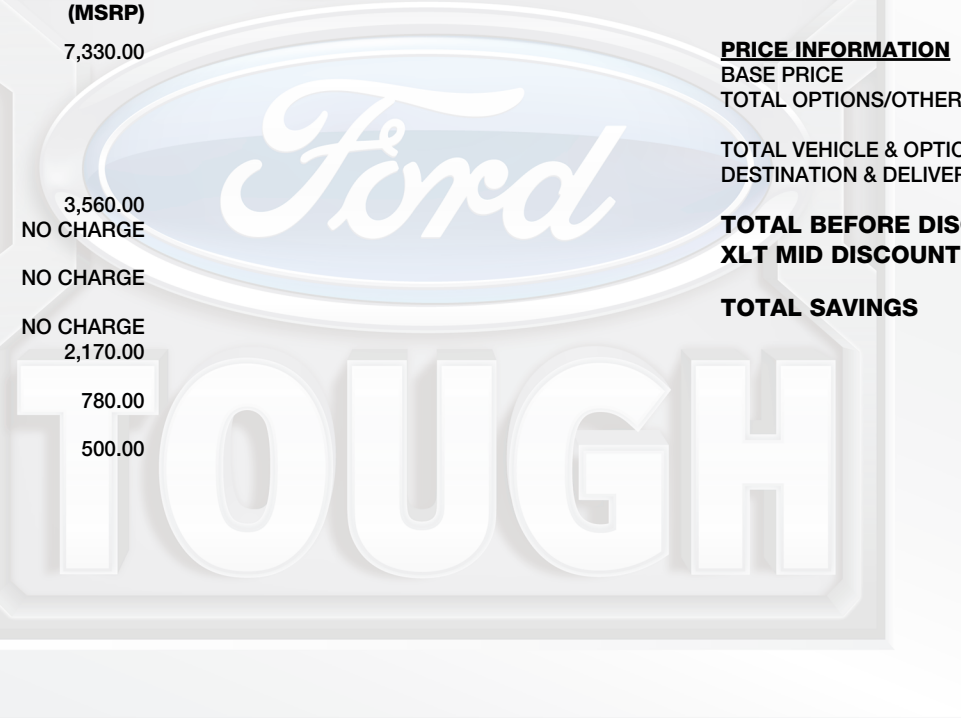 (MSRP)
7,330.00
3,560.00
NO CHARGE
NO CHARGE
NO CHARGE
2,170.00
780.00
500.00
Ford
TOUGH
PRICE INFORMATION
BASE PRICE
TOTAL OPTIONS/OTHER
TOTAL VEHICLE & OPTIO
DESTINATION & DELIVER
TOTAL BEFORE DIS
XLT MID DISCOUNT
TOTAL SAVINGS